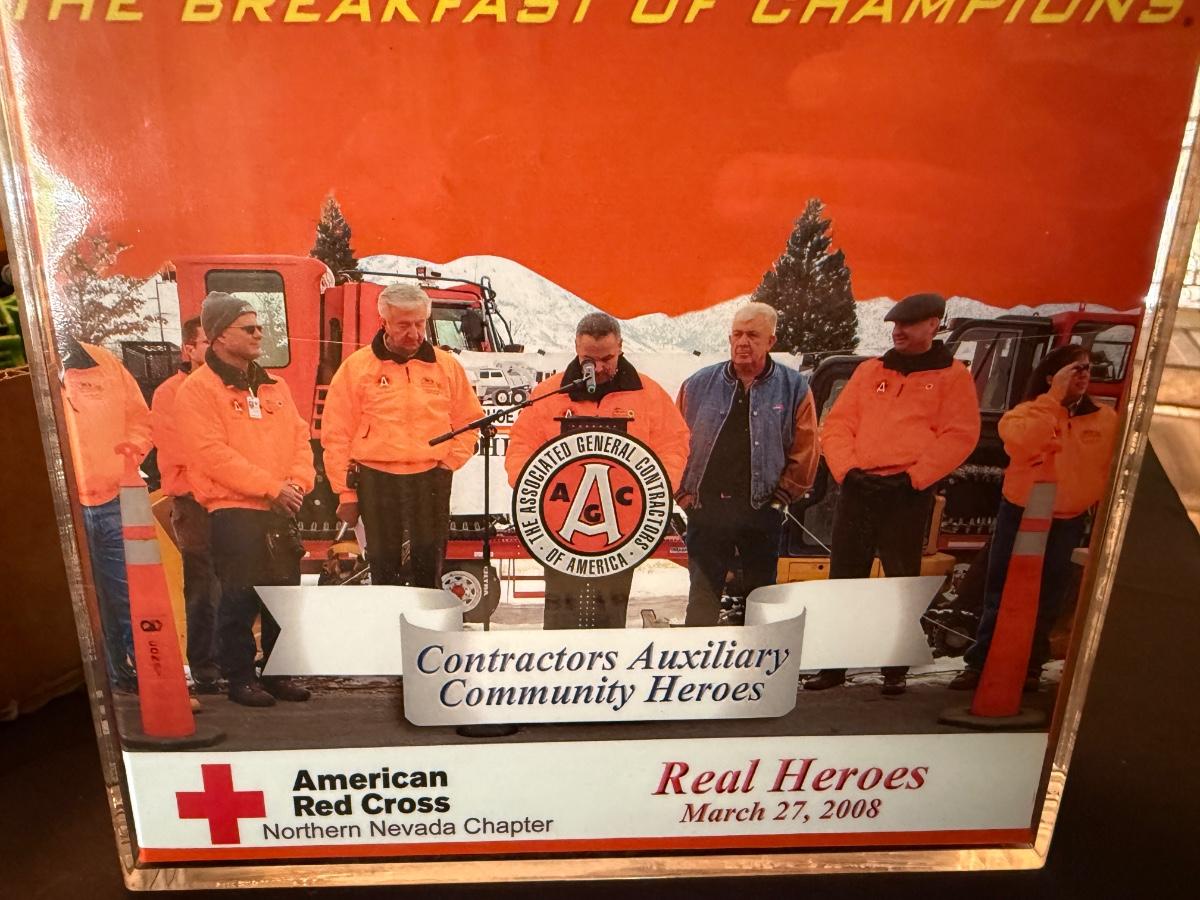 THE BREAKFAST OF CHAMPIONS.
THE ASSOCIATED GENERAL CONTRACTORS
OF AMERICA
AGC
Contractors Auxiliary
Community Heroes
American
Red Cross
Northern Nevada Chapter
Real Heroes
March 27, 2008